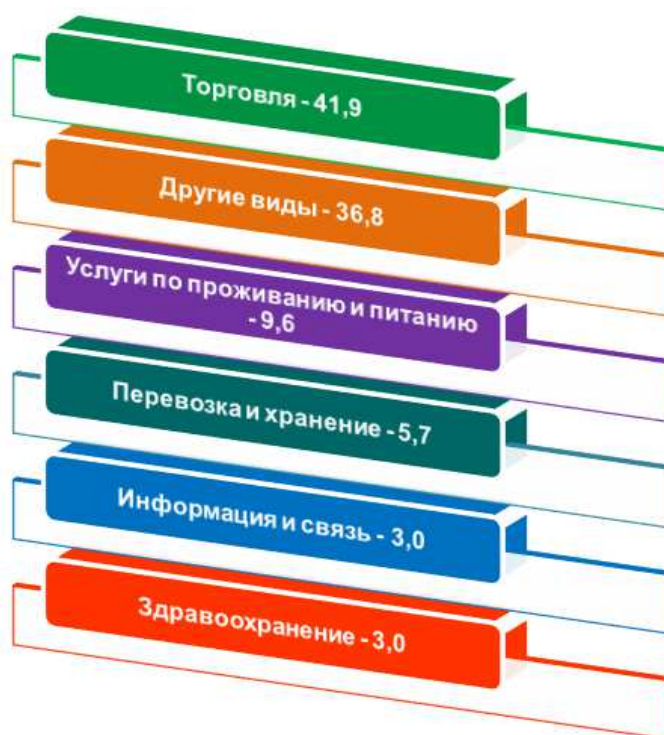 Торговля - 41,9
Другие виды - 36,8
Услуги по проживанию и питанию
- 9,6
Перевозка и хранение - 5,7
Информация и связь - 3,0
Здравоохранение - 3,0